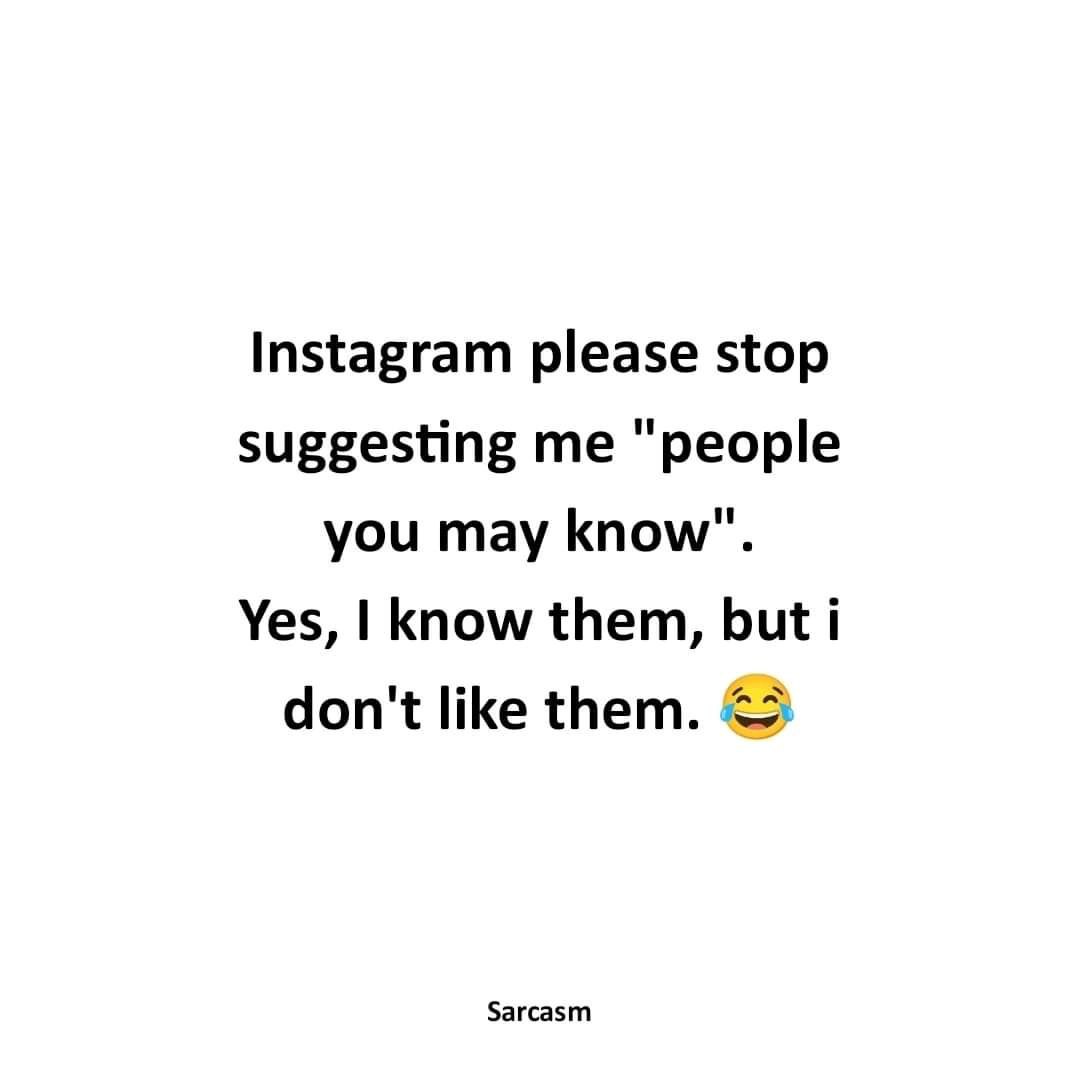 Instagram please stop
suggesting me "people
you may know".
Yes, I know them, but i
don't like them. 😂
Sarcasm